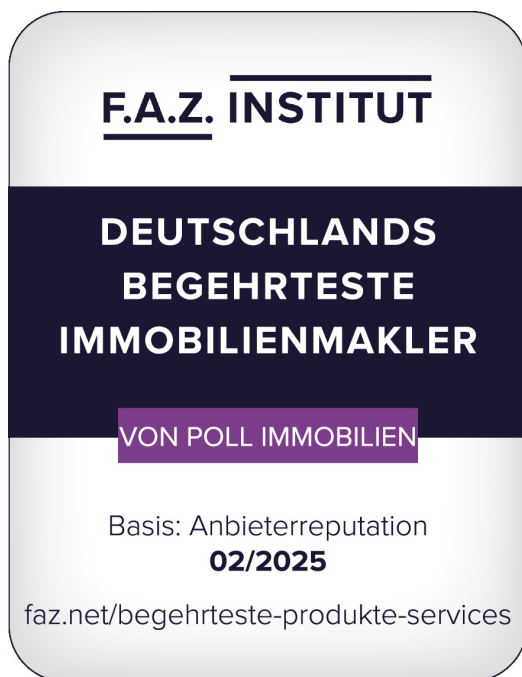 F.A.Z. INSTITUT
DEUTSCHLANDS
BEGEHRTESTE
IMMOBILIENMAKLER
VON POLL IMMOBILIEN
Basis: Anbieterreputation
02/2025
faz.net/begehrteste-produkte-services